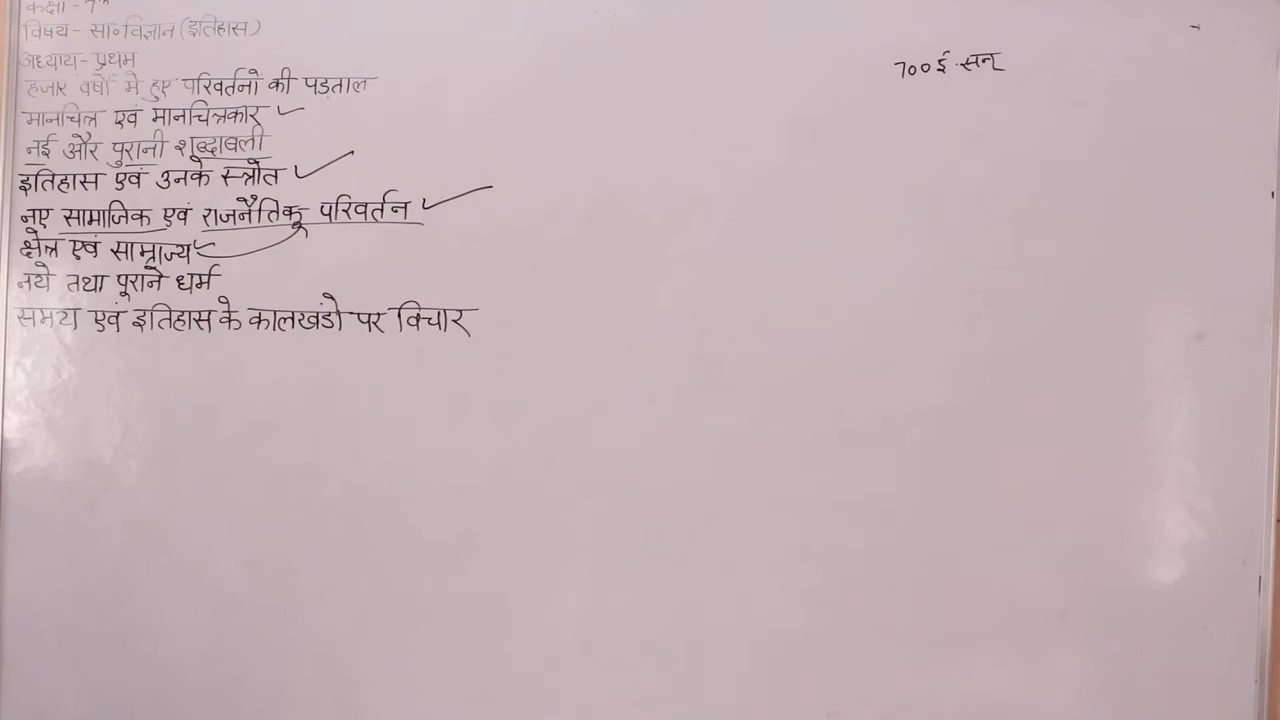 कक्षा - 7th
विषय - सा॰विज्ञान (इतिहास)
अध्याय - प्रथम
हजार वर्षो मे हुए परिवर्तनों की पड़ताल
मानचित्र एवं मानचित्रकार
नई और पुरानी शब्दावली
इतिहास एवं उनके स्त्रोत
नए सामाजिक एवं राजनैतिक परिवर्तन
क्षेत्र एवं साम्राज्य
नये तथा पूराने धर्म
समय एवं इतिहास के कालखंडो पर विचार
700 ई. सन्